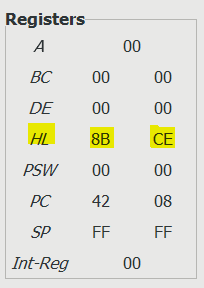 Registers
A 00
BC 00 00
DE 00 00
HL 8B CE
PSW 00 00
PC 42 08
SP FF FF
Int-Reg 00